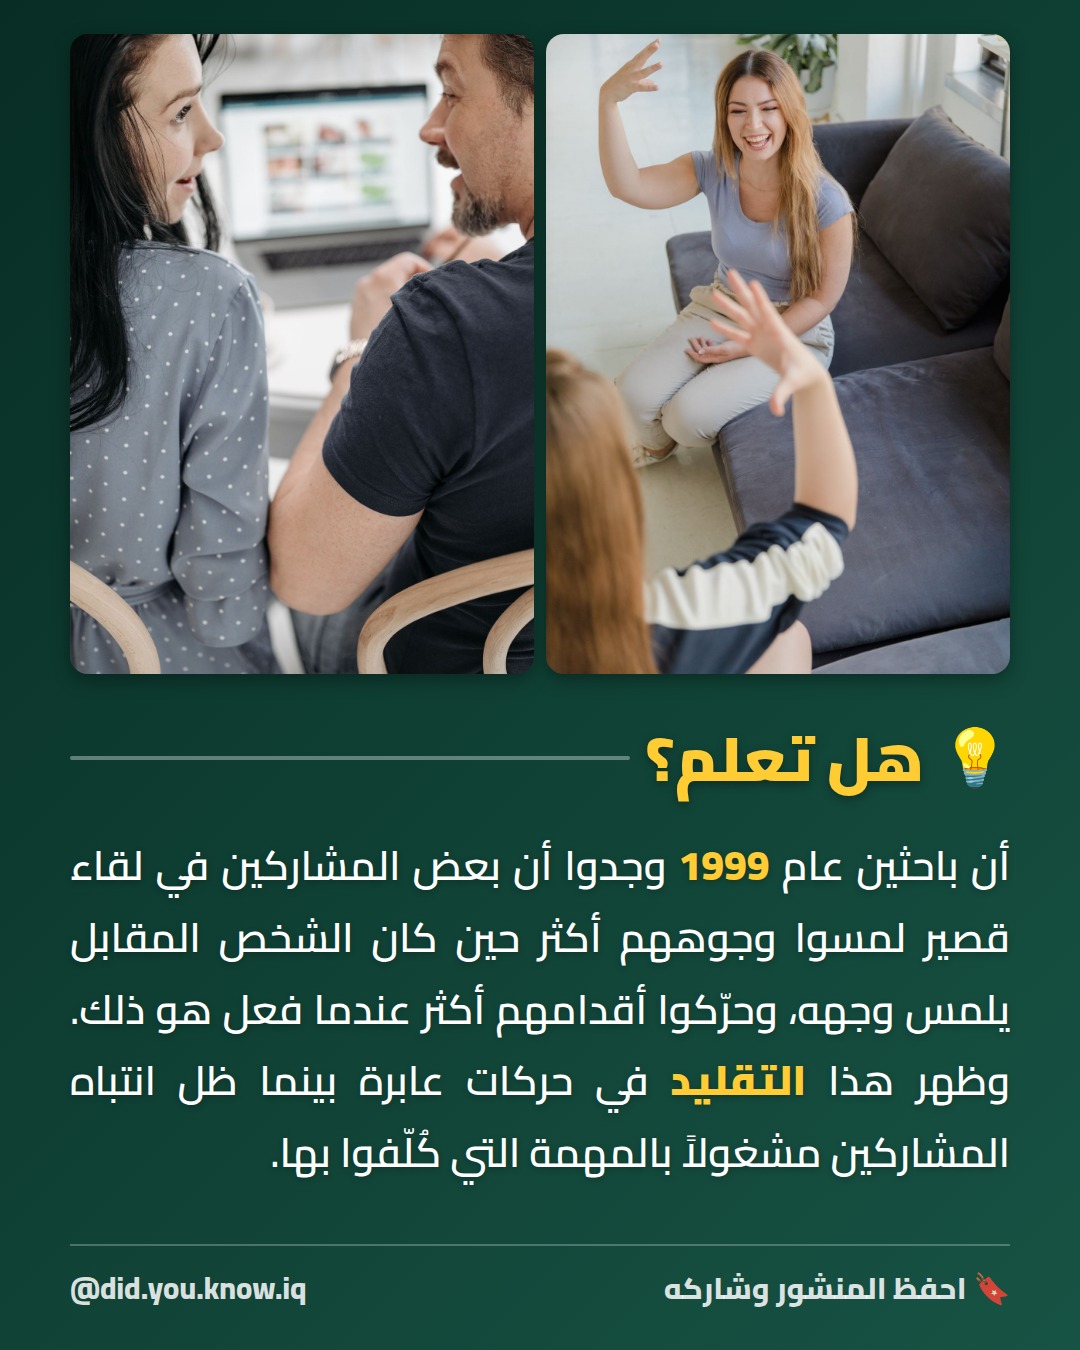 هل تعلم؟
أن باحثين عام 1999 وجدوا أن بعض المشاركين في لقاء
قصير لمسوا وجوههم أكثر حين كان الشخص المقابل
يلمس وجهه، وحرّكوا أقدامهم أكثر عندما فعل هو ذلك.
وظهر هذا التقليد في حركات عابرة بينما ظل انتباه
المشاركين مشغولاً بالمهمة التي كُلّفوا بها.
احفظ المنشور وشاركه
@did.you.know.iq